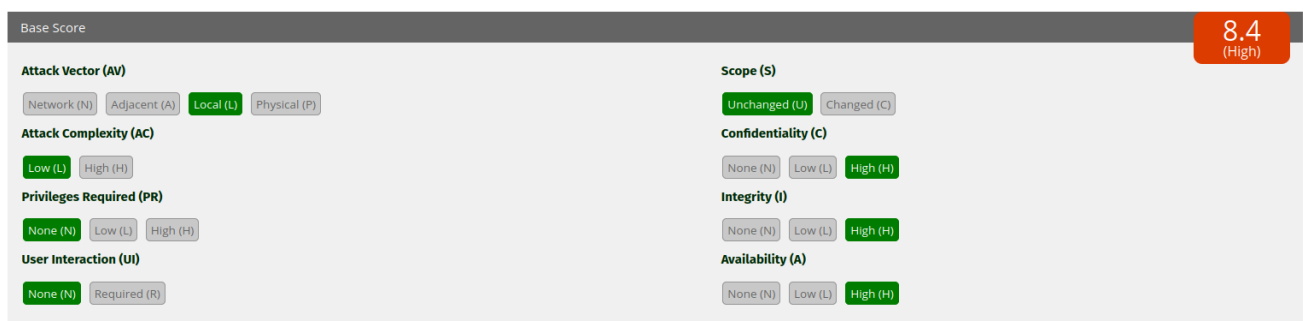 Base Score
8.4
(High)
Attack Vector (AV)
Network (N) Adjacent (A) Local (L) Physical (P)
Attack Complexity (AC)
Low (L) High (H)
Privileges Required (PR)
None (N) Low (L) High (H)
User Interaction (UI)
None (N) Required (R)
Scope (S)
Unchanged (U) Changed (C)
Confidentiality (C)
None (N) Low (L) High (H)
Integrity (I)
None (N) Low (L) High (H)
Availability (A)
None (N) Low (L) High (H)